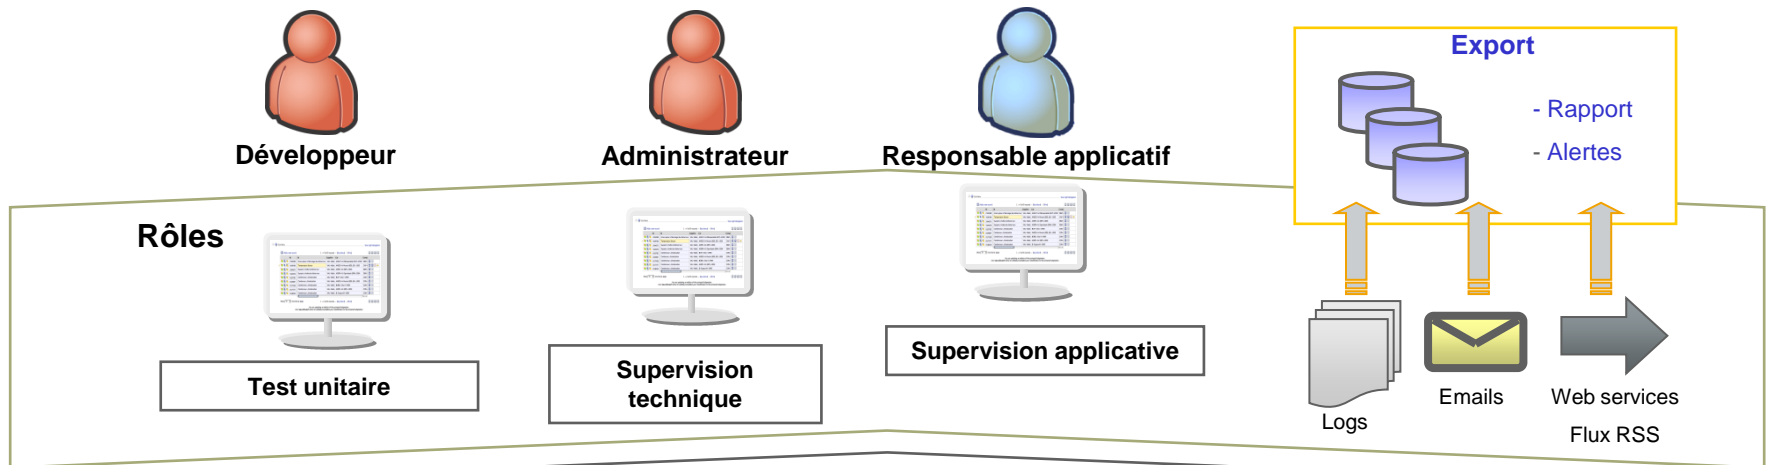 Développeur
Administrateur
Responsable applicatif
Export
- Rapport
- Alertes
Rôles
Test unitaire
Supervision
technique
Supervision applicative
Logs
Emails
Web services
Flux RSS